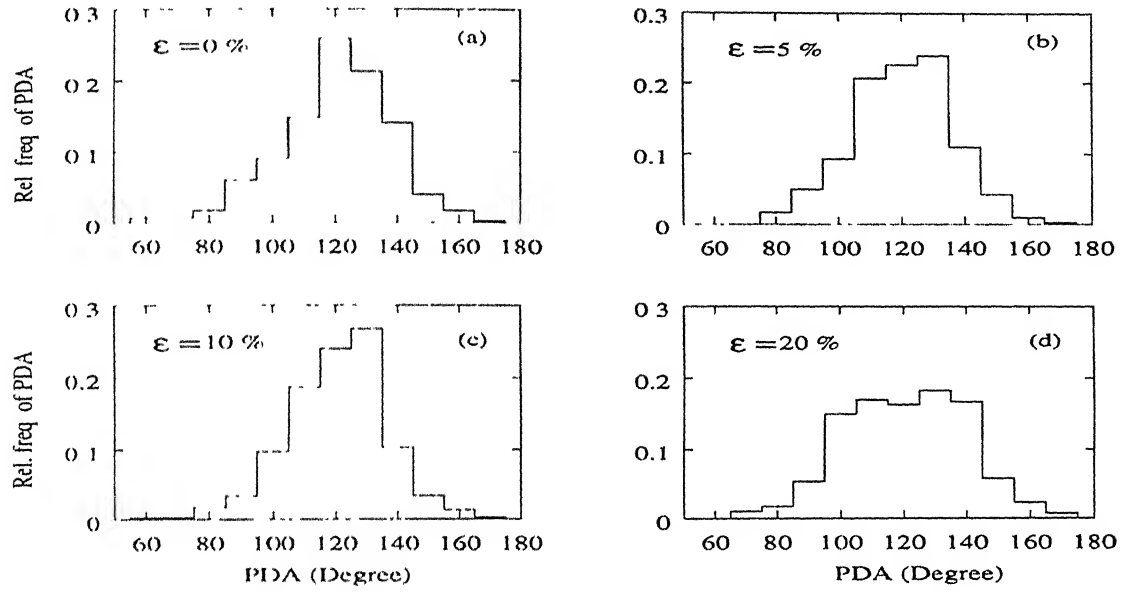 0.3 0.3
ε = 0 % (a) ε = 5 % (b)
0.2 0.2
Rel freq of PDA
0.1 0.1
0 0
60 80 100 120 140 160 180 60 80 100 120 140 160 180
0.3 0.3
ε = 10 % (c) ε = 20 % (d)
0.2 0.2
Rel. freq of PDA
0.1 0.1
0 0
60 80 100 120 140 160 180 60 80 100 120 140 160 180
PDA (Degree) PDA (Degree)